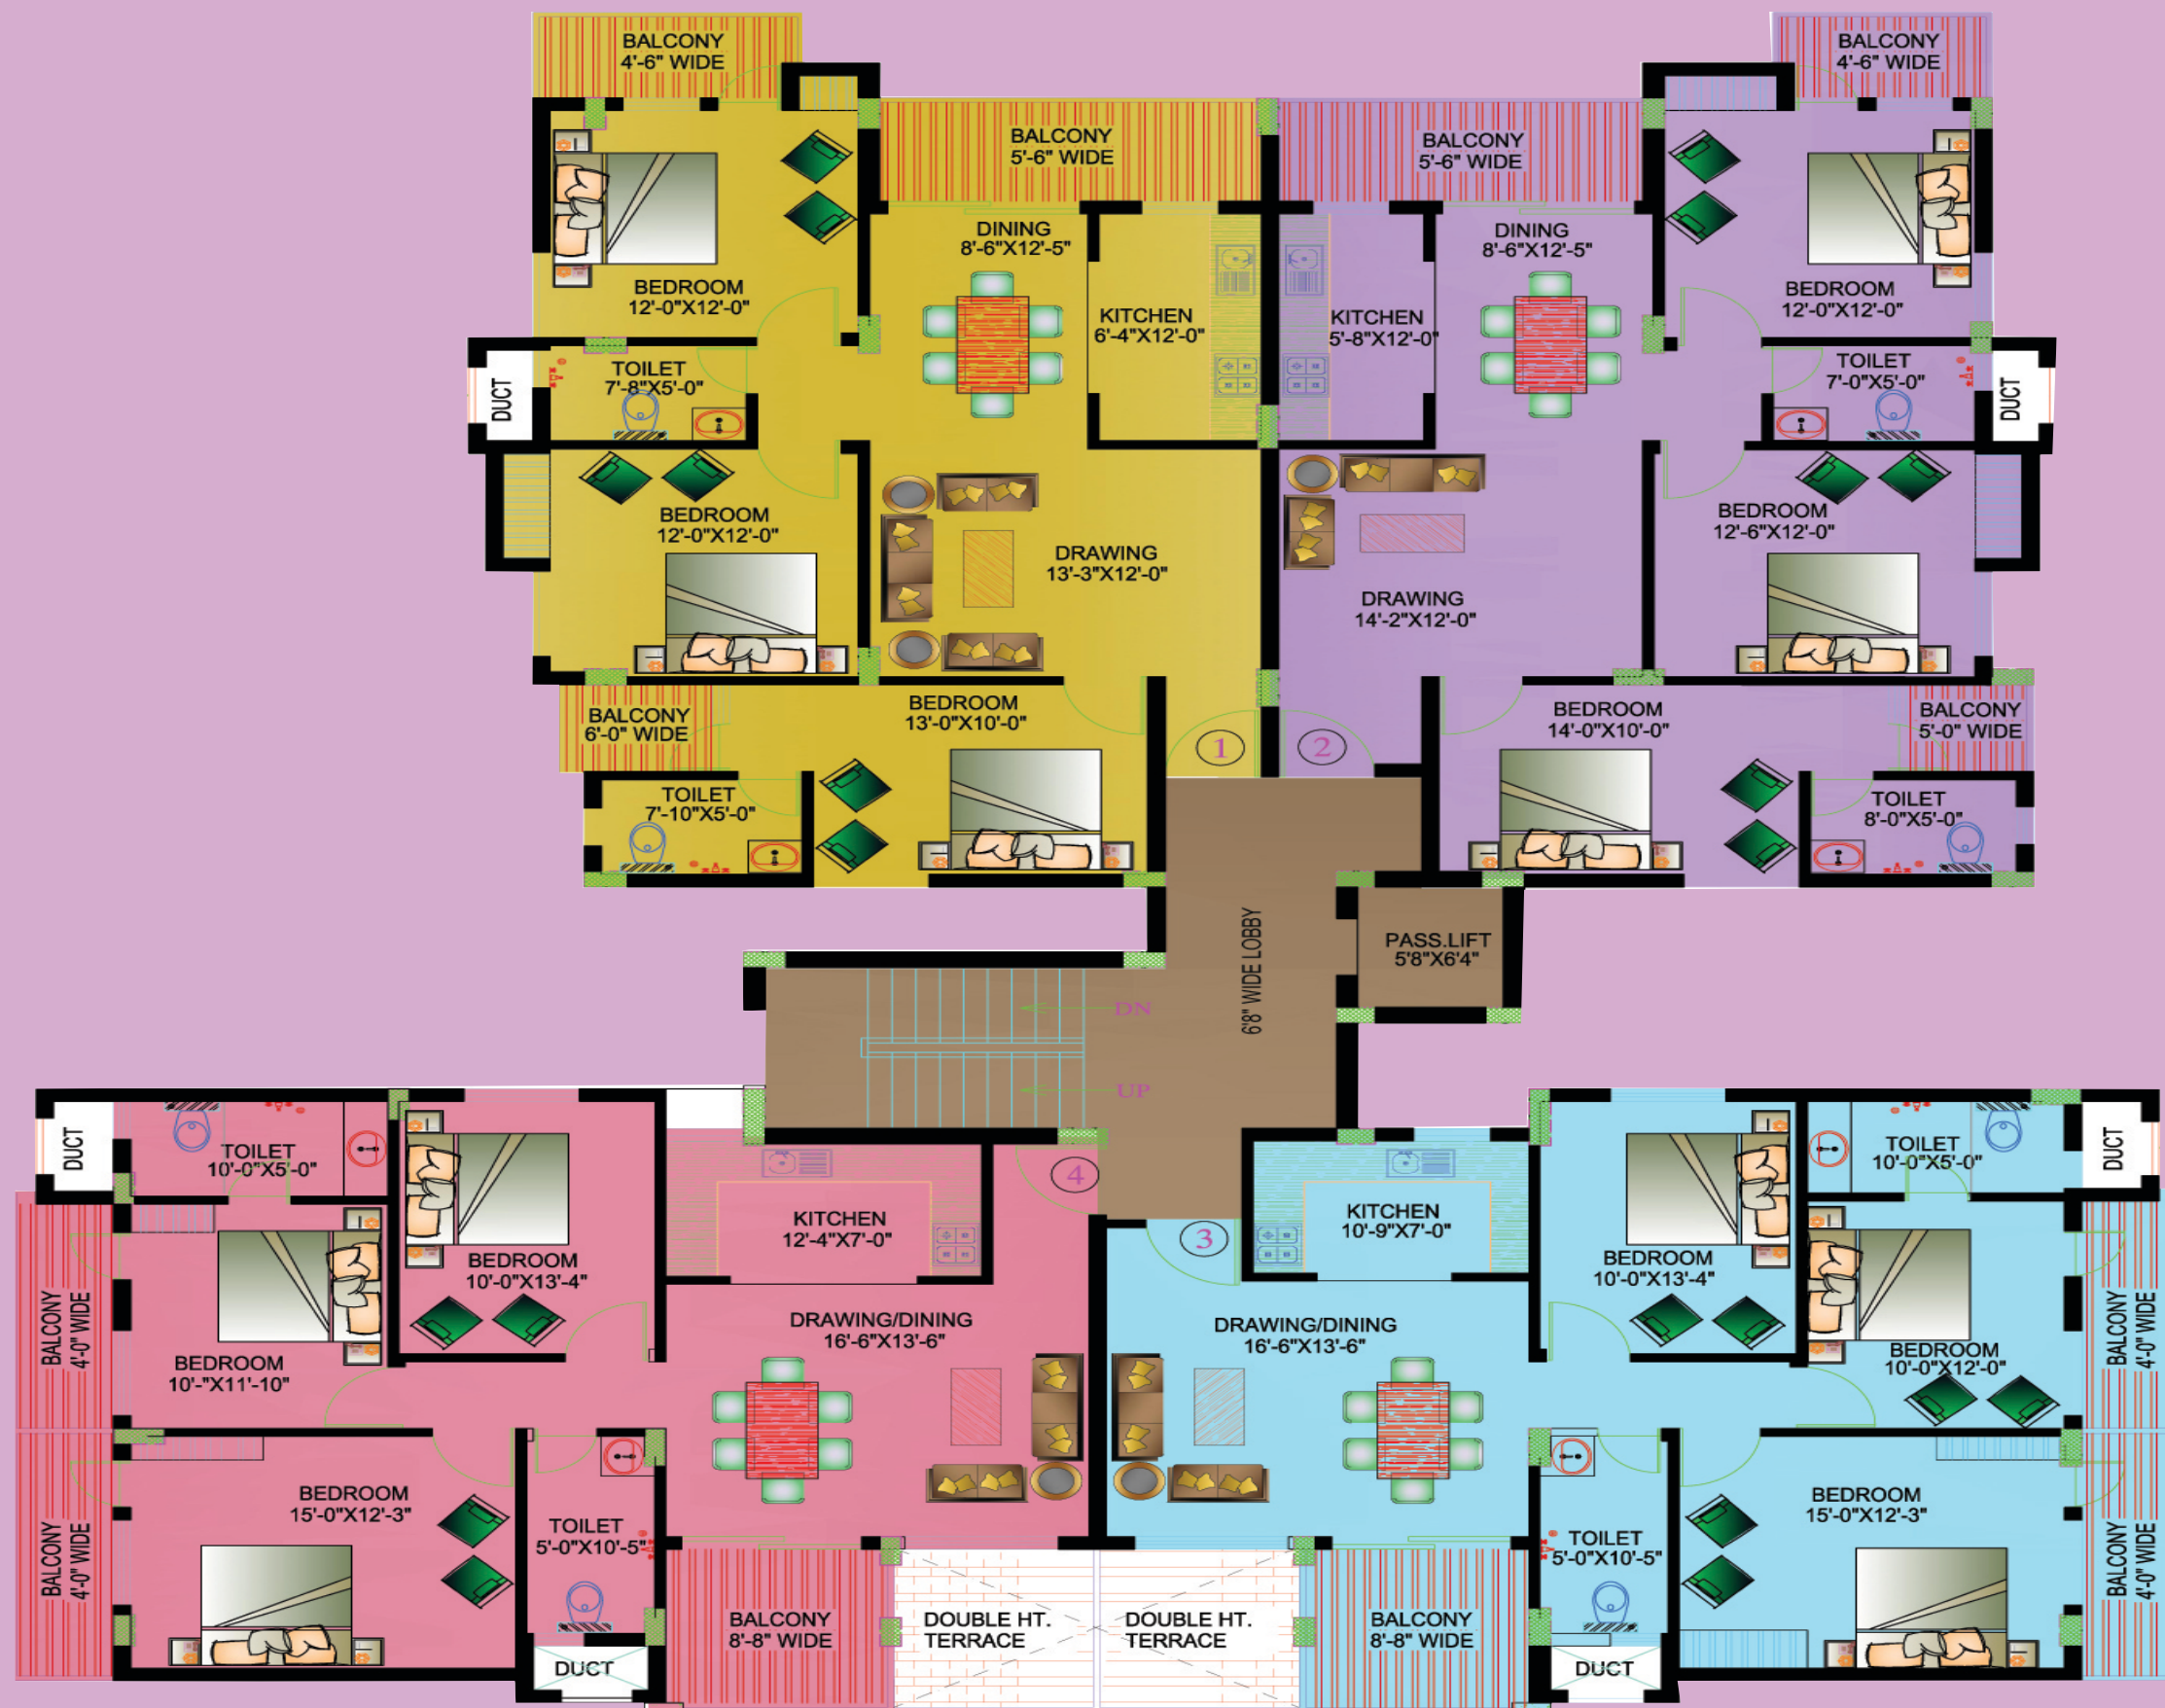 BALCONY
4'-6" WIDE
BALCONY
4'-6" WIDE
BALCONY
5'-6" WIDE
BALCONY
5'-6" WIDE
DINING
8'-6"X12'-5"
DINING
8'-6"X12'-5"
BEDROOM
12'-0"X12'-0"
BEDROOM
12'-0"X12'-0"
KITCHEN
6'-4"X12'-0"
KITCHEN
5'-8"X12'-0"
DUCT
TOILET
7'-8"X5'-0"
TOILET
7'-0"X5'-0"
DUCT
BEDROOM
12'-0"X12'-0"
BEDROOM
12'-6"X12'-0"
DRAWING
13'-3"X12'-0"
DRAWING
14'-2"X12'-0"
BALCONY
6'-0" WIDE
BEDROOM
13'-0"X10'-0"
BEDROOM
14'-0"X10'-0"
BALCONY
5'-0" WIDE
1
2
TOILET
7'-10"X5'-0"
TOILET
8'-0"X5'-0"
6'8" WIDE LOBBY
PASS.LIFT
5'8"X6'4"
DN
UP
DUCT
TOILET
10'-0"X5'-0"
4
TOILET
10'-0"X5'-0"
DUCT
KITCHEN
12'-4"X7'-0"
3
KITCHEN
10'-9"X7'-0"
BEDROOM
10'-0"X13'-4"
BEDROOM
10'-0"X13'-4"
BALCONY
4'-0" WIDE
BEDROOM
10'-"X11'-10"
DRAWING/DINING
16'-6"X13'-6"
DRAWING/DINING
16'-6"X13'-6"
BEDROOM
10'-0"X12'-0"
BALCONY
4'-0" WIDE
BALCONY
4'-0" WIDE
BEDROOM
15'-0"X12'-3"
TOILET
5'-0"X10'-5"
TOILET
5'-0"X10'-5"
BEDROOM
15'-0"X12'-3"
BALCONY
4'-0" WIDE
DUCT
BALCONY
8'-8" WIDE
DOUBLE HT.
TERRACE
DOUBLE HT.
TERRACE
BALCONY
8'-8" WIDE
DUCT